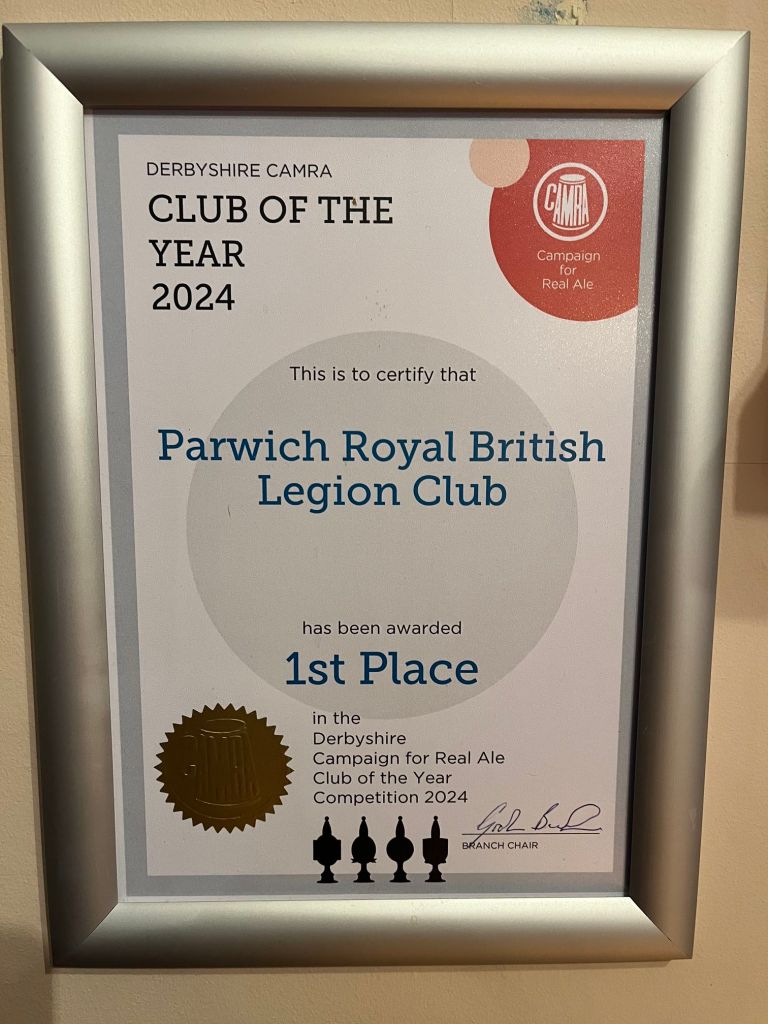 DERBYSHIRE CAMRA
CLUB OF THE
YEAR
2024
CAMRA
Campaign
for
Real Ale
This is to certify that
Parwich Royal British
Legion Club
has been awarded
1st Place
in the
Derbyshire
Campaign for Real Ale
Club of the Year
Competition 2024
CAMRA
BRANCH CHAIR